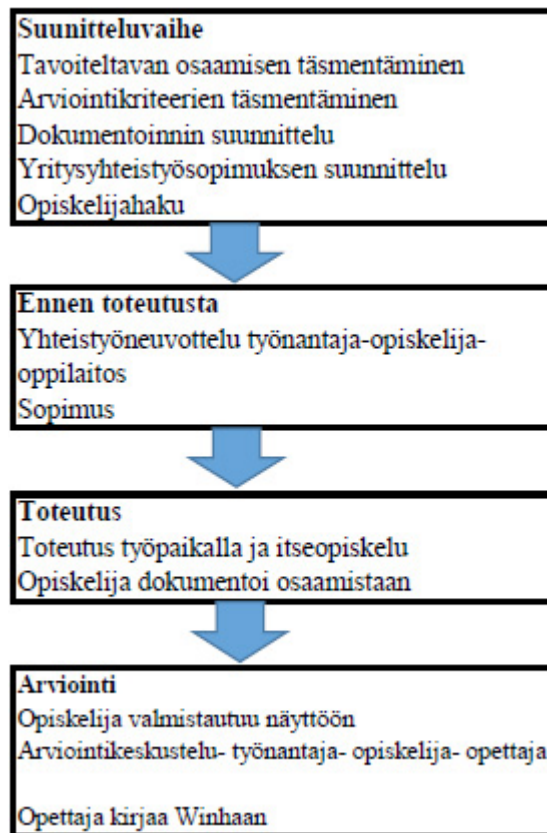 Suunitteluvaihe
Tavoiteltavan osaamisen täsmentäminen
Arviointikriteerien täsmentäminen
Dokumentoinnin suunnittelu
Yritysyhteistyösopimuksen suunnittelu
Opiskelijahaku
Ennen toteutusta
Yhteistyöneuvottelu työnantaja-opiskelija-
oppilaitos
Sopimus
Toteutus
Toteutus työpaikalla ja itseopiskelu
Opiskelija dokumentoi osaamistaan
Arviointi
Opiskelija valmistautuu näyttöön
Arviointikeskustelu- työnantaja- opiskelija- opettaja
Opettaja kirjaa Winhaan